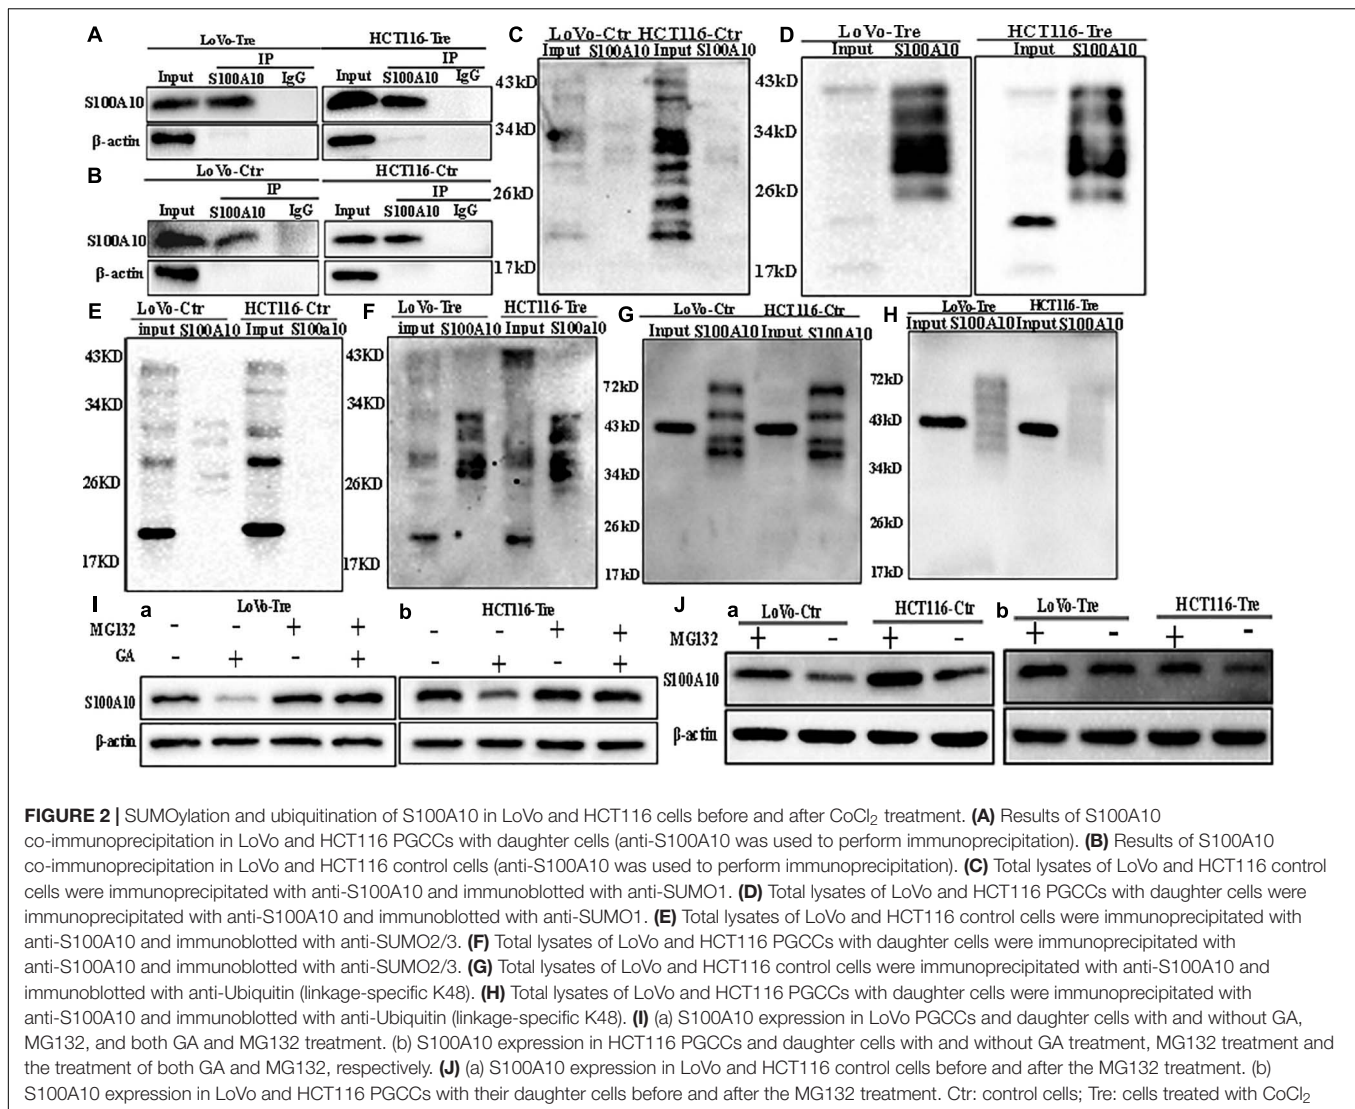 A
LoVo-Tre HCT116-Tre
IP IP
Input S100A10 IgG Input S100A10 IgG
S100A10
β-actin
B
LoVo-Ctr HCT116-Ctr
IP IP
Input S100A10 IgG Input S100A10 IgG
S100A10
β-actin
C
LoVo-Ctr HCT116-Ctr
Input S100A10 Input S100A10
43kD
34kD
26kD
17kD
D
LoVo-Tre HCT116-Tre
Input S100A10 Input S100A10
43kD
34kD
26kD
17kD
E
LoVo-Ctr HCT116-Ctr
input S100A10 Input S100a10
43KD
34KD
26KD
17KD
F
LoVo-Tre HCT116-Tre
input S100A10 Input S100a10
43KD
34KD
26KD
17KD
G
LoVo-Ctr HCT116-Ctr
Input S100A10 Input S100A10
72kD
43kD
34kD
26kD
17kD
H
LoVo-Tre HCT116-Tre
Input S100A10 Input S100A10
72kD
43kD
34kD
26kD
17kD
I
a LoVo-Tre b HCT116-Tre
MG132 - - + + - - + +
GA - + - + - + - +
S100A10
β-actin
J
a LoVo-Ctr HCT116-Ctr b LoVo-Tre HCT116-Tre
MG132 + - + - + - + -
S100A10
β-actin
FIGURE 2 | SUMOylation and ubiquitination of S100A10 in LoVo and HCT116 cells before and after CoCl2 treatment. (A) Results of S100A10
co-immunoprecipitation in LoVo and HCT116 PGCCs with daughter cells (anti-S100A10 was used to perform immunoprecipitation). (B) Results of S100A10
co-immunoprecipitation in LoVo and HCT116 control cells (anti-S100A10 was used to perform immunoprecipitation). (C) Total lysates of LoVo and HCT116 control
cells were immunoprecipitated with anti-S100A10 and immunoblotted with anti-SUMO1. (D) Total lysates of LoVo and HCT116 PGCCs with daughter cells were
immunoprecipitated with anti-S100A10 and immunoblotted with anti-SUMO1. (E) Total lysates of LoVo and HCT116 control cells were immunoprecipitated with
anti-S100A10 and immunoblotted with anti-SUMO2/3. (F) Total lysates of LoVo and HCT116 PGCCs with daughter cells were immunoprecipitated with
anti-S100A10 and immunoblotted with anti-SUMO2/3. (G) Total lysates of LoVo and HCT116 control cells were immunoprecipitated with anti-S100A10 and
immunoblotted with anti-Ubiquitin (linkage-specific K48). (H) Total lysates of LoVo and HCT116 PGCCs with daughter cells were immunoprecipitated with
anti-S100A10 and immunoblotted with anti-Ubiquitin (linkage-specific K48). (I) (a) S100A10 expression in LoVo PGCCs and daughter cells with and without GA,
MG132, and both GA and MG132 treatment. (b) S100A10 expression in HCT116 PGCCs and daughter cells with and without GA treatment, MG132 treatment and
the treatment of both GA and MG132, respectively. (J) (a) S100A10 expression in LoVo and HCT116 control cells before and after the MG132 treatment. (b)
S100A10 expression in LoVo and HCT116 PGCCs with their daughter cells before and after the MG132 treatment. Ctr: control cells; Tre: cells treated with CoCl2